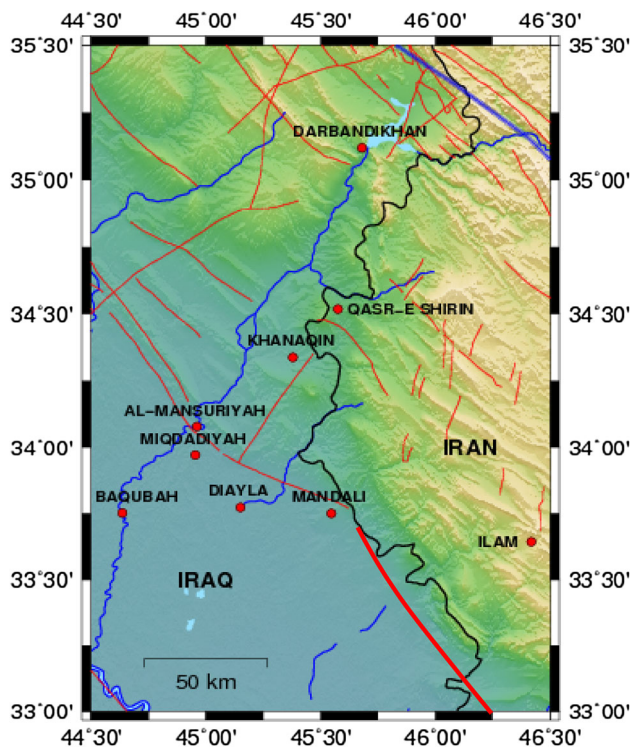 44˚30' 45˚00' 45˚30' 46˚00' 46˚30'
35˚30' 35˚30'
DARBANDIKHAN
35˚00' 35˚00'
34˚30' QASR-E SHIRIN 34˚30'
KHANAQIN
AL-MANSURIYAH
MIQDADIYAH
34˚00' IRAN 34˚00'
BAQUBAH DIAYLA MANDALI
ILAM
33˚30' IRAQ 33˚30'
50 km
33˚00' 33˚00'
44˚30' 45˚00' 45˚30' 46˚00' 46˚30'